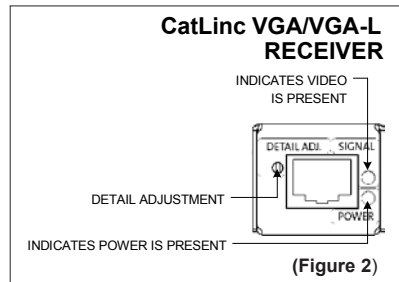 CatLinc VGA/VGA-L
RECEIVER
INDICATES VIDEO
IS PRESENT
DETAIL ADJ. SIGNAL
DETAIL ADJUSTMENT
POWER
INDICATES POWER IS PRESENT
(Figure 2)